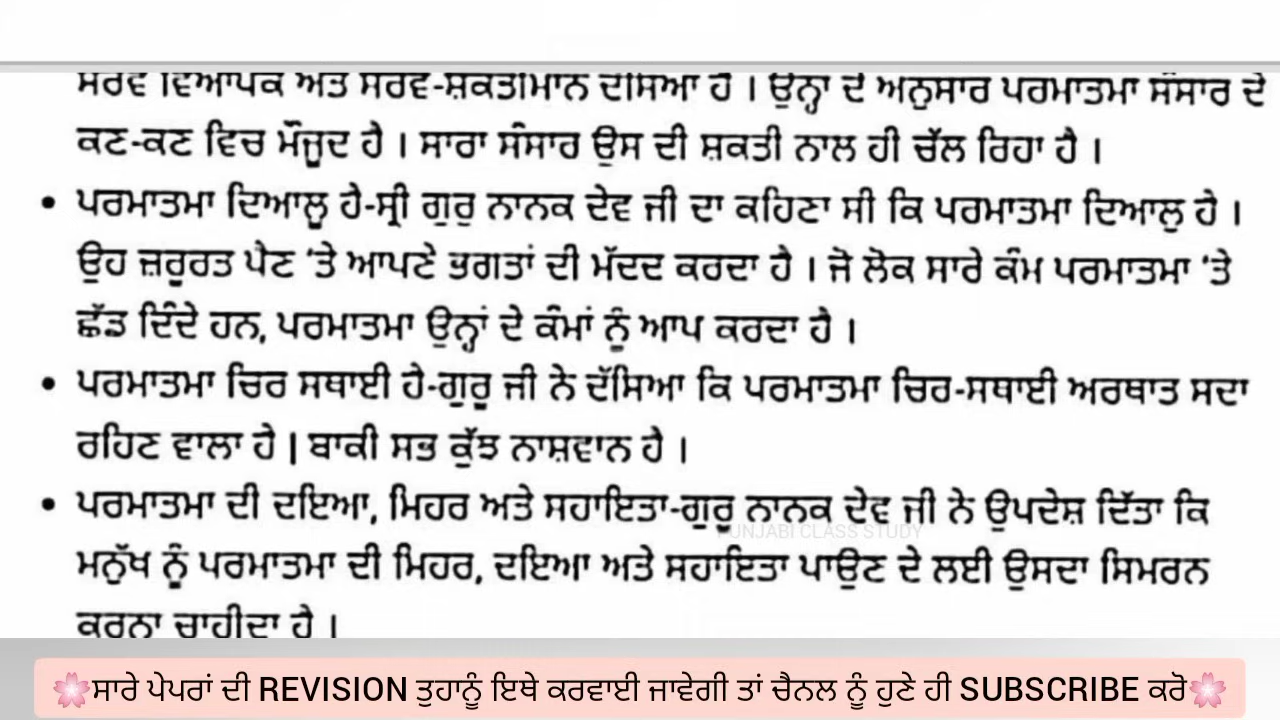 ਸਰਵ ਵਿਆਪਕ ਅਤੇ ਸਰਵ-ਸ਼ਕਤੀਮਾਨ ਦੱਸਿਆ ਹੈ । ਉਨ੍ਹਾਂ ਦੇ ਅਨੁਸਾਰ ਪਰਮਾਤਮਾ ਸੰਸਾਰ ਦੇ
ਕਣ-ਕਣ ਵਿਚ ਮੌਜੂਦ ਹੈ । ਸਾਰਾ ਸੰਸਾਰ ਉਸ ਦੀ ਸ਼ਕਤੀ ਨਾਲ ਹੀ ਚੱਲ ਰਿਹਾ ਹੈ ।
• ਪਰਮਾਤਮਾ ਦਿਆਲੂ ਹੈ-ਸ੍ਰੀ ਗੁਰੁ ਨਾਨਕ ਦੇਵ ਜੀ ਦਾ ਕਹਿਣਾ ਸੀ ਕਿ ਪਰਮਾਤਮਾ ਦਿਆਲੁ ਹੈ ।
ਉਹ ਜ਼ਰੂਰਤ ਪੈਣ ’ਤੇ ਆਪਣੇ ਭਗਤਾਂ ਦੀ ਮੱਦਦ ਕਰਦਾ ਹੈ । ਜੋ ਲੋਕ ਸਾਰੇ ਕੰਮ ਪਰਮਾਤਮਾ ’ਤੇ
ਛੱਡ ਦਿੰਦੇ ਹਨ, ਪਰਮਾਤਮਾ ਉਨ੍ਹਾਂ ਦੇ ਕੰਮਾਂ ਨੂੰ ਆਪ ਕਰਦਾ ਹੈ ।
• ਪਰਮਾਤਮਾ ਚਿਰ ਸਥਾਈ ਹੈ-ਗੁਰੂ ਜੀ ਨੇ ਦੱਸਿਆ ਕਿ ਪਰਮਾਤਮਾ ਚਿਰ-ਸਥਾਈ ਅਰਥਾਤ ਸਦਾ
ਰਹਿਣ ਵਾਲਾ ਹੈ | ਬਾਕੀ ਸਭ ਕੁੱਝ ਨਾਸ਼ਵਾਨ ਹੈ ।
• ਪਰਮਾਤਮਾ ਦੀ ਦਇਆ, ਮਿਹਰ ਅਤੇ ਸਹਾਇਤਾ-ਗੁਰੂ ਨਾਨਕ ਦੇਵ ਜੀ ਨੇ ਉਪਦੇਸ਼ ਦਿੱਤਾ ਕਿ
PUNJABI CLASS STUDY
ਮਨੁੱਖ ਨੂੰ ਪਰਮਾਤਮਾ ਦੀ ਮਿਹਰ, ਦਇਆ ਅਤੇ ਸਹਾਇਤਾ ਪਾਉਣ ਦੇ ਲਈ ਉਸਦਾ ਸਿਮਰਨ
ਕਰਨਾ ਚਾਹੀਦਾ ਹੈ ।
🌸ਸਾਰੇ ਪੇਪਰਾਂ ਦੀ REVISION ਤੁਹਾਨੂੰ ਇਥੇ ਕਰਵਾਈ ਜਾਵੇਗੀ ਤਾਂ ਚੈਨਲ ਨੂੰ ਹੁਣੇ ਹੀ SUBSCRIBE ਕਰੋ🌸